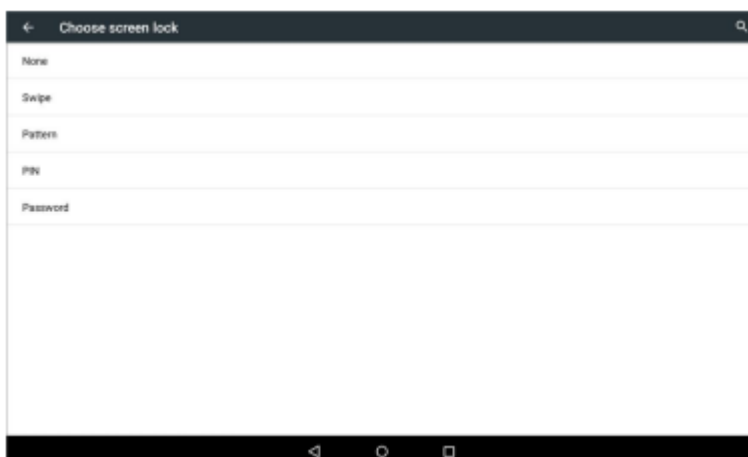 Choose screen lock
None
Swipe
Pattern
PIN
Password